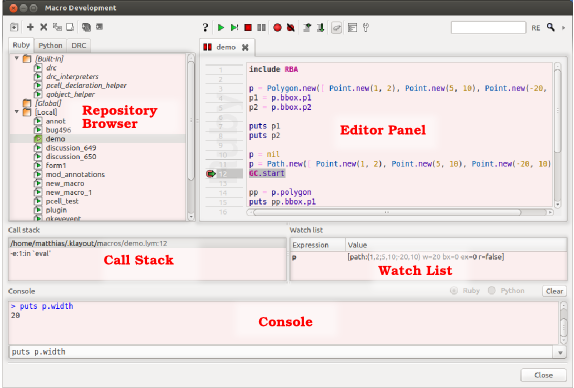 Macro Development
RE
Ruby
Python
DRC
demo
[Built-In]
drc
drc_interpreters
pcell_declaration_helper
qobject_helper
[Global]
[Local]
annot
bug496
demo
discussion_649
discussion_650
form1
mod_annotations
new_macro
new_macro_1
pcell_test
plugin
qkeyevent
Repository
Browser
include RBA
p = Polygon.new([ Point.new(1, 2), Point.new(5, 10), Point.new(-20,
p1 = p.bbox.p1
p2 = p.bbox.p2
puts p1
puts p2
p = nil
p = Path.new([ Point.new(1, 2), Point.new(5, 10), Point.new(-20, 10)
12 GC.start
pp = p.polygon
puts pp.bbox.p1
Editor Panel
Call stack
/home/matthias/.klayout/macros/demo.lym:12
-e:1:in `eval'
Call Stack
Watch list
Expression
Value
p
[path:(1,2;5,10;-20,10) w=20 bx=0 ex=0 r=false]
Watch List
Console
Ruby
Python
Clear
> puts p.width
20
Console
puts p.width
Close